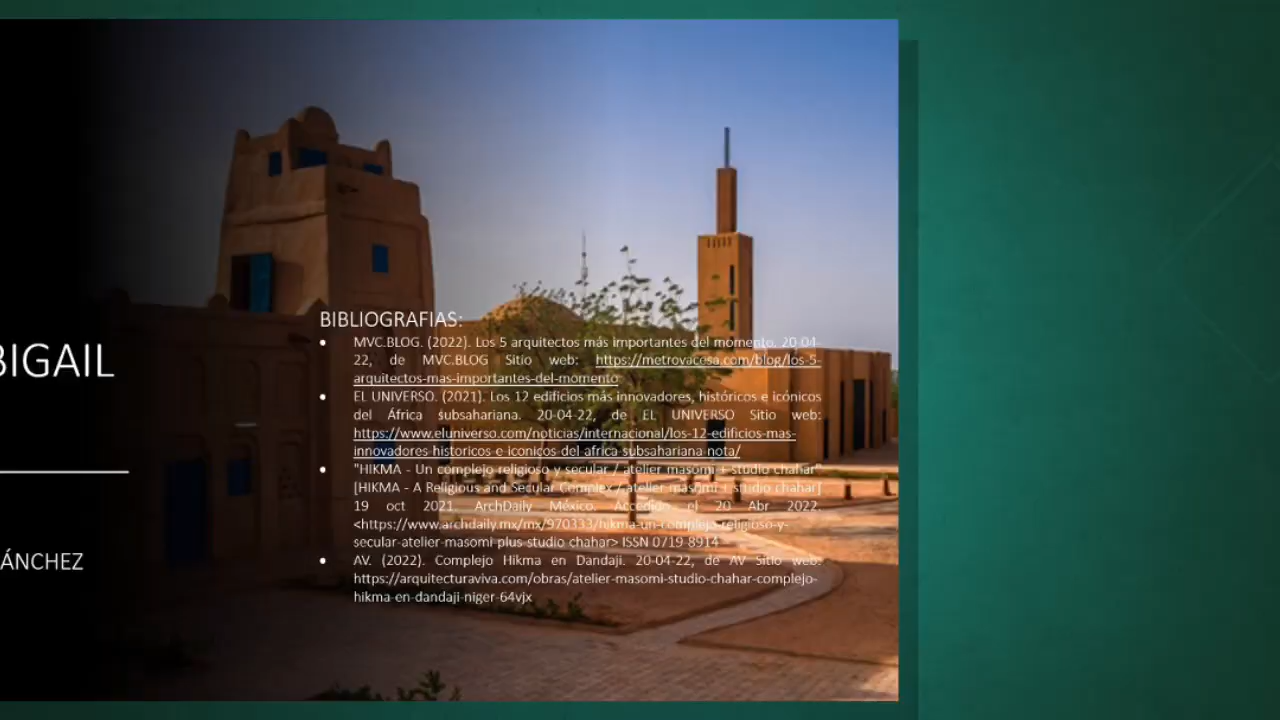 BIGAIL
ÁNCHEZ
BIBLIOGRAFIAS:
• MVC.BLOG. (2022). Los 5 arquitectos más importantes del momento. 20-04-
22, de MVC.BLOG Sitio web: https://metrovacesa.com/blog/los-5-
arquitectos-mas-importantes-del-momento
• EL UNIVERSO. (2021). Los 12 edificios más innovadores, históricos e icónicos
del África subsahariana. 20-04-22, de EL UNIVERSO Sitio web:
https://www.eluniverso.com/noticias/internacional/los-12-edificios-mas-
innovadores-historicos-e-iconicos-del-africa-subsahariana-nota/
• "HIKMA - Un complejo religioso y secular / atelier masomi + studio chahar"
[HIKMA - A Religious and Secular Complex / atelier masomi + studio chahar]
19 oct 2021. ArchDaily México. Accedido el 20 Abr 2022.
<https://www.archdaily.mx/mx/970333/hikma-un-complejo-religioso-y-
secular-atelier-masomi-plus-studio-chahar> ISSN 0719-8914
• AV. (2022). Complejo Hikma en Dandaji. 20-04-22, de AV Sitio web:
https://arquitecturaviva.com/obras/atelier-masomi-studio-chahar-complejo-
hikma-en-dandaji-niger-64vjx